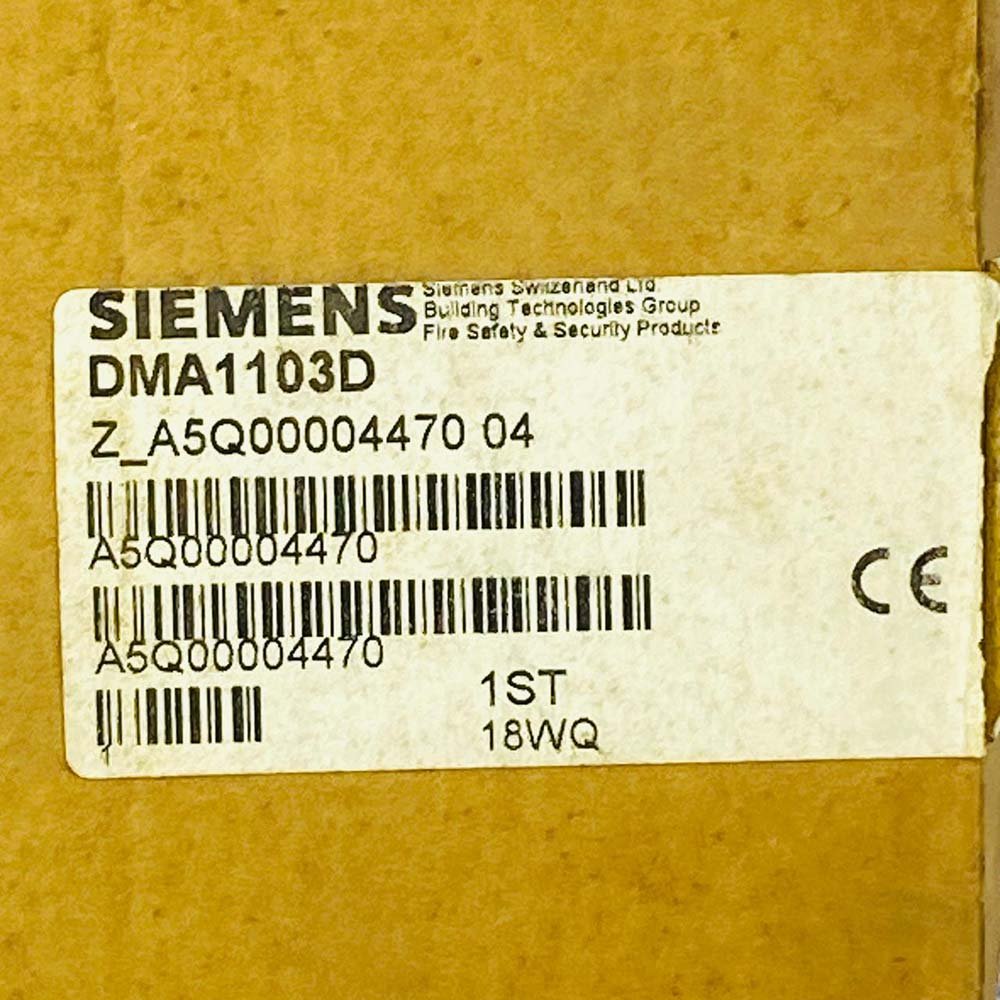 SIEMENS
Siemens Switzerland Ltd
Building Technologies Group
Fire Safety & Security Products
DMA1103D
Z_A5Q00004470 04
A5Q00004470
A5Q00004470
1ST
18WQ
1
CE